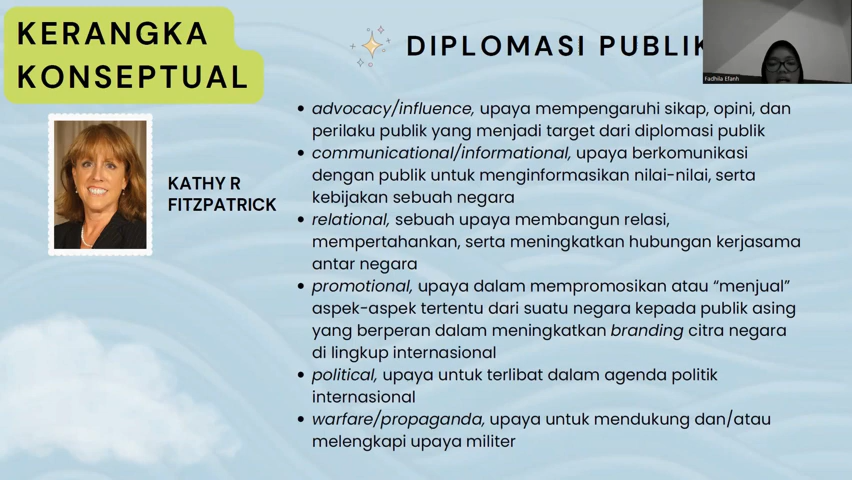 KERANGKA
KONSEPTUAL
DIPLOMASI PUBLIK
Fadhila Efanh
KATHY R
FITZPATRICK
• advocacy/influence, upaya mempengaruhi sikap, opini, dan
perilaku publik yang menjadi target dari diplomasi publik
• communicational/informational, upaya berkomunikasi
dengan publik untuk menginformasikan nilai-nilai, serta
kebijakan sebuah negara
• relational, sebuah upaya membangun relasi,
mempertahankan, serta meningkatkan hubungan kerjasama
antar negara
• promotional, upaya dalam mempromosikan atau “menjual”
aspek-aspek tertentu dari suatu negara kepada publik asing
yang berperan dalam meningkatkan branding citra negara
di lingkup internasional
• political, upaya untuk terlibat dalam agenda politik
internasional
• warfare/propaganda, upaya untuk mendukung dan/atau
melengkapi upaya militer